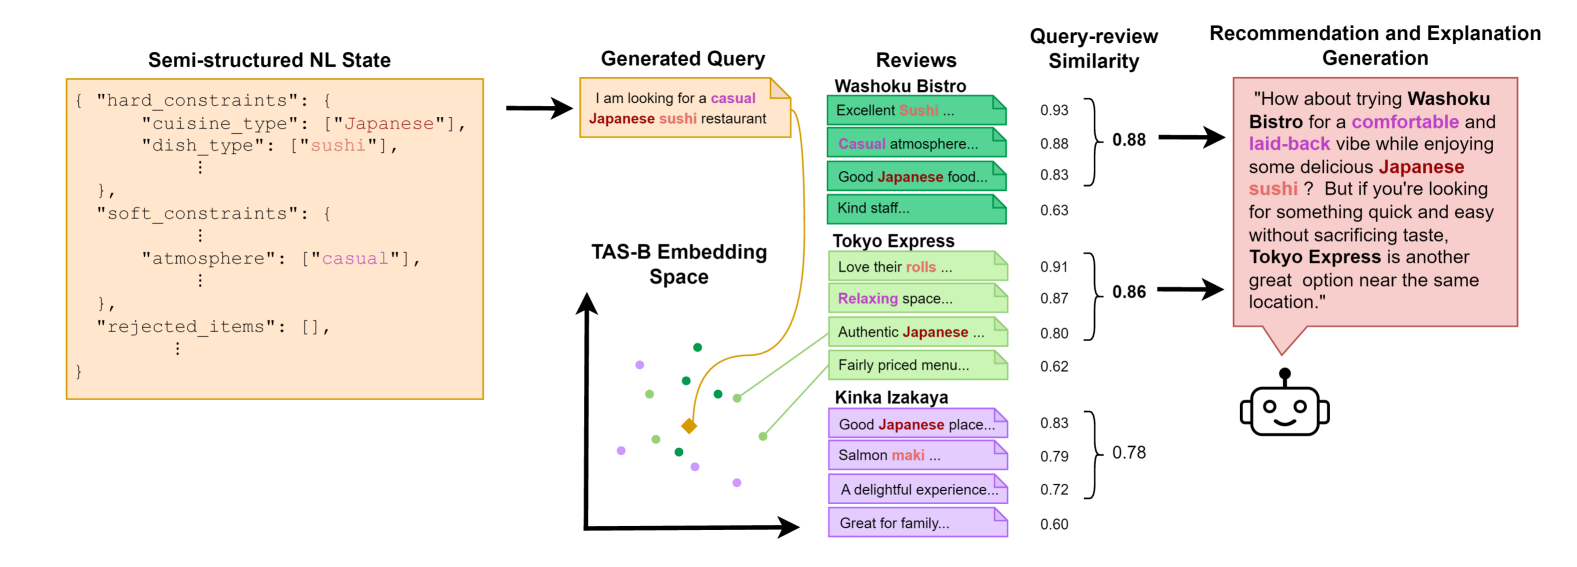 Semi-structured NL State
{ "hard_constraints": {
"cuisine_type": ["Japanese"],
"dish_type": ["sushi"],
⋮
},
"soft_constraints": {
⋮
"atmosphere": ["casual"],
⋮
},
"rejected_items": [],
⋮
}
Generated Query
I am looking for a casual
Japanese sushi restaurant
TAS-B Embedding
Space
Reviews
Washoku Bistro
Excellent Sushi ...
Casual atmosphere...
Good Japanese food...
Kind staff...
Tokyo Express
Love their rolls ...
Relaxing space...
Authentic Japanese ...
Fairly priced menu...
Kinka Izakaya
Good Japanese place...
Salmon maki ...
A delightful experience...
Great for family...
Query-review
Similarity
0.93
0.88
0.83
0.63
0.88
0.91
0.87
0.80
0.62
0.86
0.83
0.79
0.72
0.60
0.78
Recommendation and Explanation
Generation
"How about trying Washoku
Bistro for a comfortable and
laid-back vibe while enjoying
some delicious Japanese
sushi ? But if you're looking
for something quick and easy
without sacrificing taste,
Tokyo Express is another
great option near the same
location."